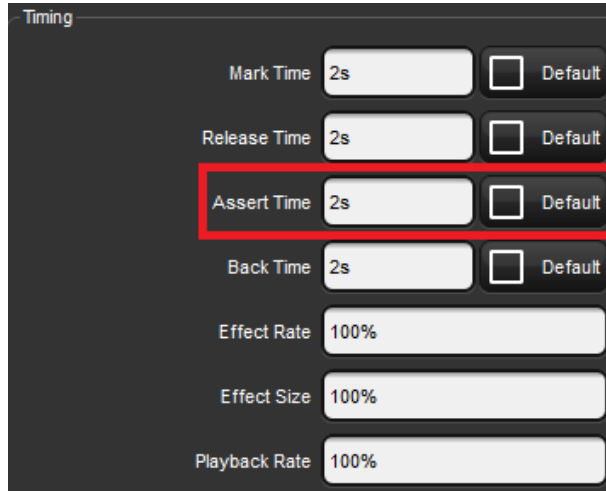 Timing
Mark Time 2s Default
Release Time 2s Default
Assert Time 2s Default
Back Time 2s Default
Effect Rate 100%
Effect Size 100%
Playback Rate 100%